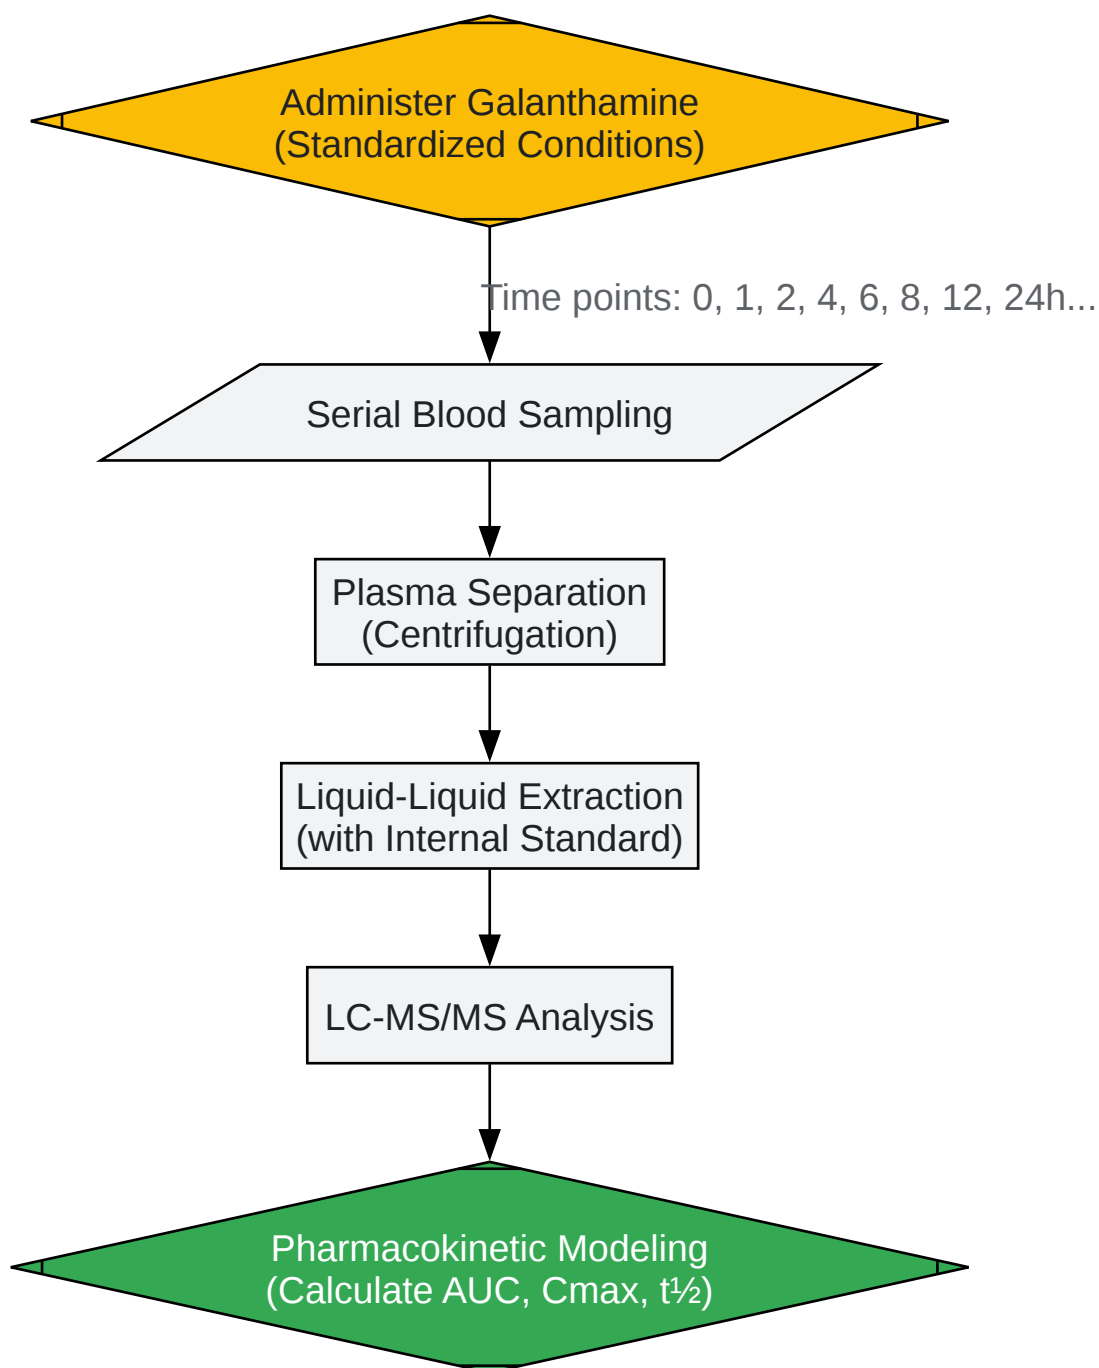 Administer Galanthamine
(Standardized Conditions)
Time points: 0, 1, 2, 4, 6, 8, 12, 24h...
Serial Blood Sampling
Plasma Separation
(Centrifugation)
Liquid-Liquid Extraction
(with Internal Standard)
LC-MS/MS Analysis
Pharmacokinetic Modeling
(Calculate AUC, Cmax, t½)